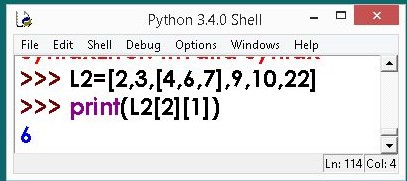 Python 3.4.0 Shell
File Edit Shell Debug Options Windows Help
>>> L2=[2,3,[4,6,7],9,10,22]
>>> print(L2[2][1])
6
Ln: 114 Col: 4